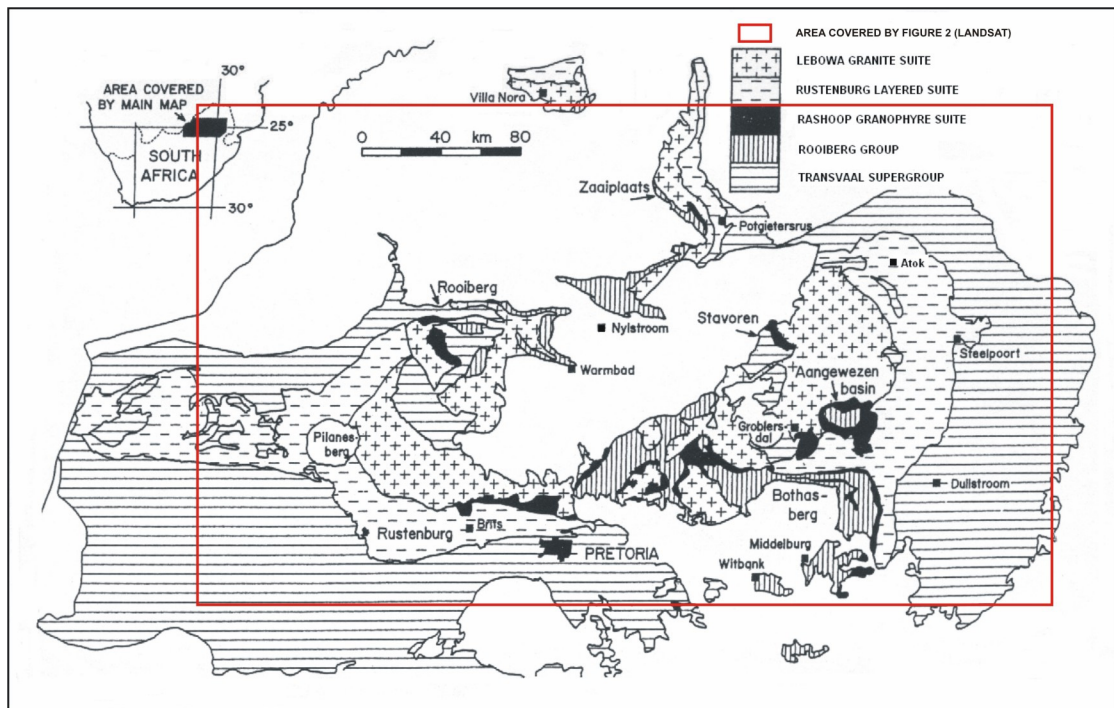 AREA COVERED BY FIGURE 2 (LANDSAT)
LEBOWA GRANITE SUITE
RUSTENBURG LAYERED SUITE
RASHOOP GRANOPHYRE SUITE
ROOIBERG GROUP
TRANSVAAL SUPERGROUP
30°
AREA COVERED
BY MAIN MAP
25°
SOUTH
AFRICA
30°
Villa Nora
0 40 km 80
Zaaiplaats
Potgietersrus
Atok
Rooiberg
Nylstroom
Stavoren
Steelpoort
Warmbad
Aangewezen
basin
Pilanes-
berg
Groblers-
dal
Dullstroom
Bothas-
berg
Rustenburg
Brits
PRETORIA
Middelburg
Witbank